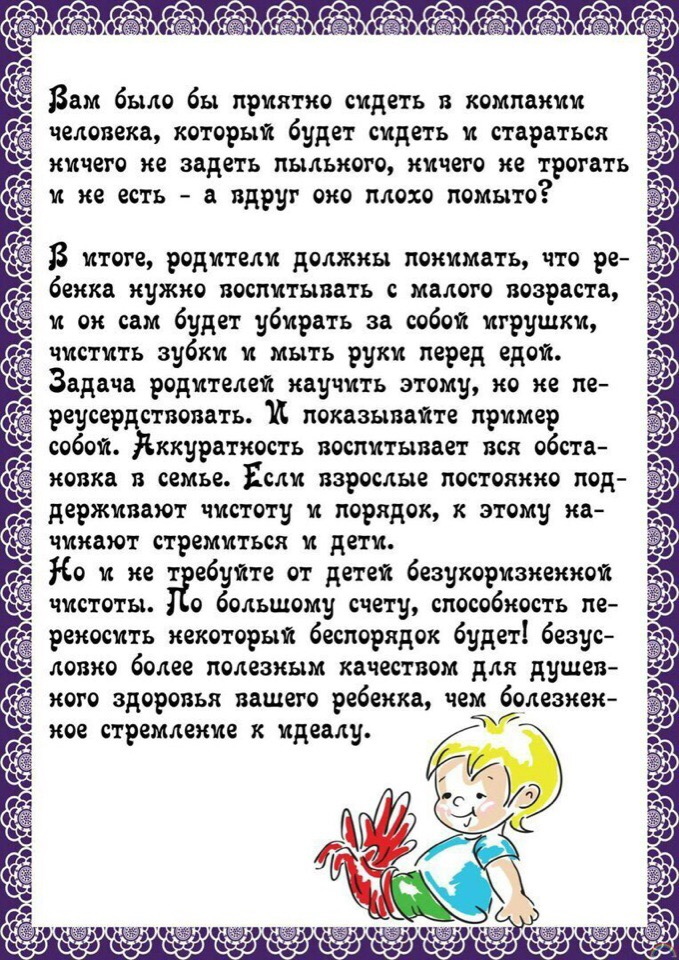 Вам было бы приятно сидеть в компании
человека, который будет сидеть и стараться
ничего не задеть пыльного, ничего не трогать
и не есть - а вдруг оно плохо помыто?
В итоге, родители должны понимать, что ре-
бенка нужно воспитывать с малого возраста,
и он сам будет убирать за собой игрушки,
чистить зубки и мыть руки перед едой.
Задача родителей научить этому, но не пе-
реусердствовать. И показывайте пример
собой. Аккуратность воспитывает вся обста-
новка в семье. Если взрослые постоянно под-
держивают чистоту и порядок, к этому на-
чинают стремиться и дети.
Но и не требуйте от детей безукоризненной
чистоты. По большому счету, способность пе-
реносить некоторый беспорядок будет! безус-
ловно более полезным качеством для душев-
ного здоровья вашего ребенка, чем болезнен-
ное стремление к идеалу.